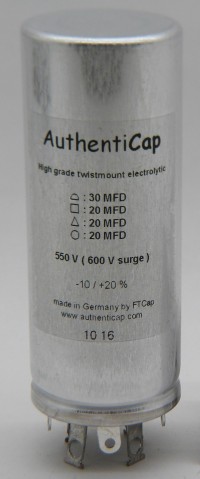 AuthentiCap
High grade twistmount electrolytic
⌓ : 30 MFD
□ : 20 MFD
△ : 20 MFD
○ : 20 MFD
550 V ( 600 V surge )
-10 / +20 %
made in Germany by FTCap
www.authenticap.com
10 16